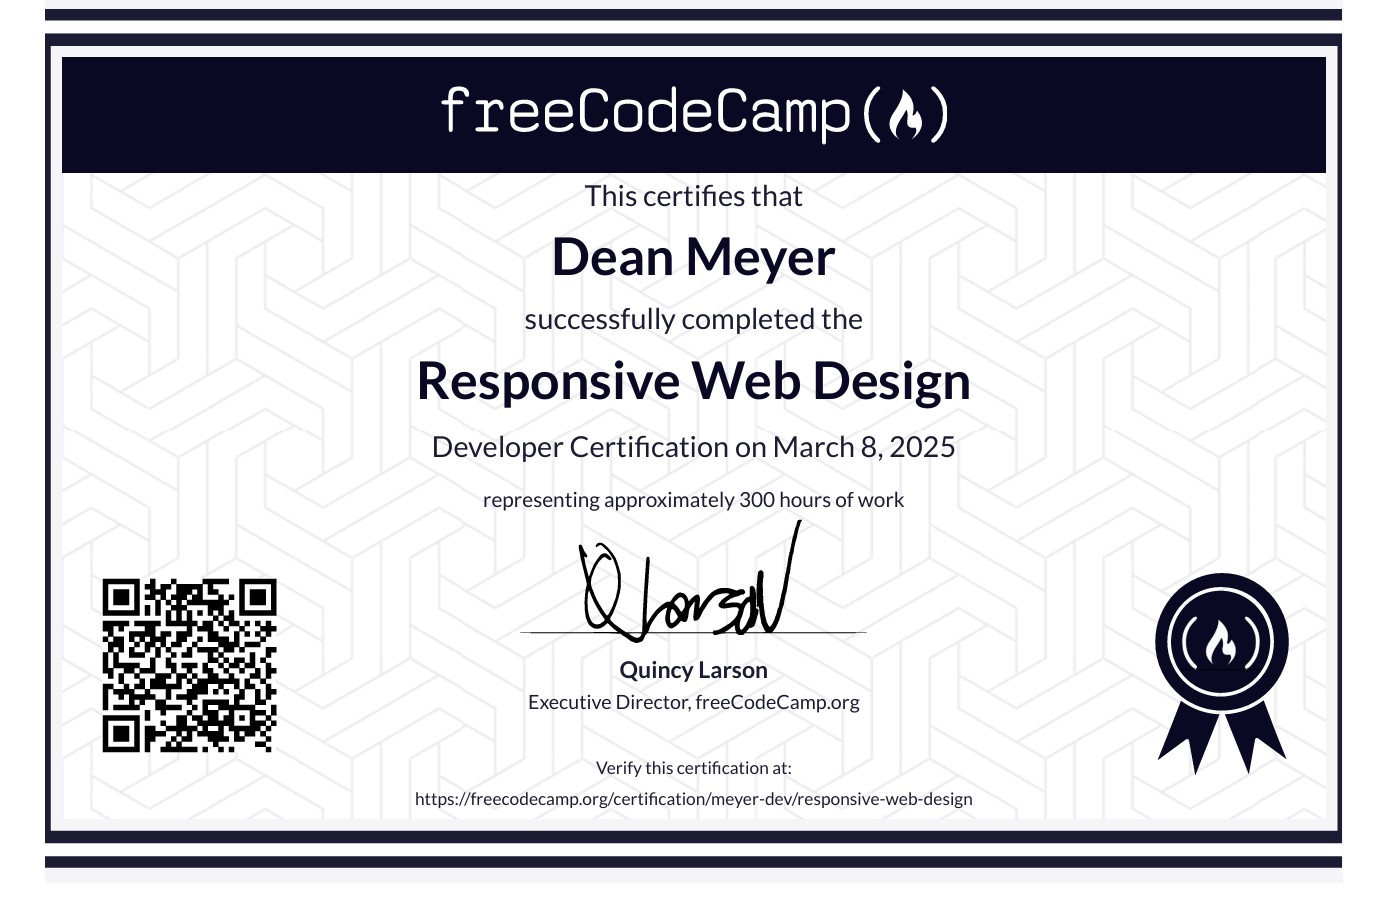 freeCodeCamp
This certifies that
Dean Meyer
successfully completed the
Responsive Web Design
Developer Certification on March 8, 2025
representing approximately 300 hours of work
QLarson
Quincy Larson
Executive Director, freeCodeCamp.org
Verify this certification at:
https://freecodecamp.org/certification/meyer-dev/responsive-web-design